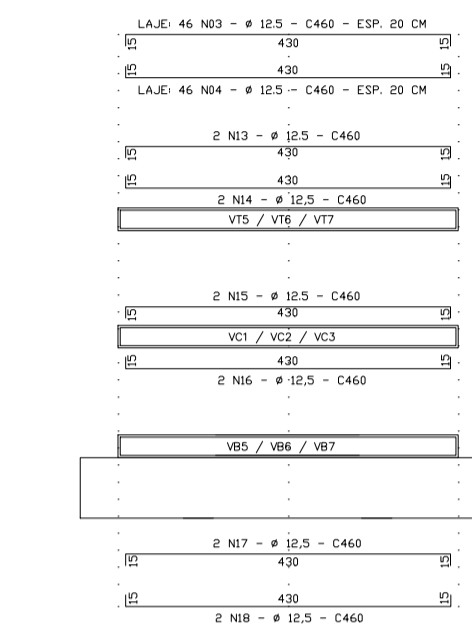 LAJE: 46 N03 - ø 12.5 - C460 - ESP. 20 CM
15 430 15
15 430 15
LAJE: 46 N04 - ø 12.5 - C460 - ESP. 20 CM
2 N13 - ø 12.5 - C460
15 430 15
15 430 15
2 N14 - ø 12,5 - C460
VT5 / VT6 / VT7
2 N15 - ø 12.5 - C460
15 430 15
VC1 / VC2 / VC3
15 430 15
2 N16 - ø 12,5 - C460
VB5 / VB6 / VB7
2 N17 - ø 12,5 - C460
15 430 15
15 430 15
2 N18 - ø 12,5 - C460